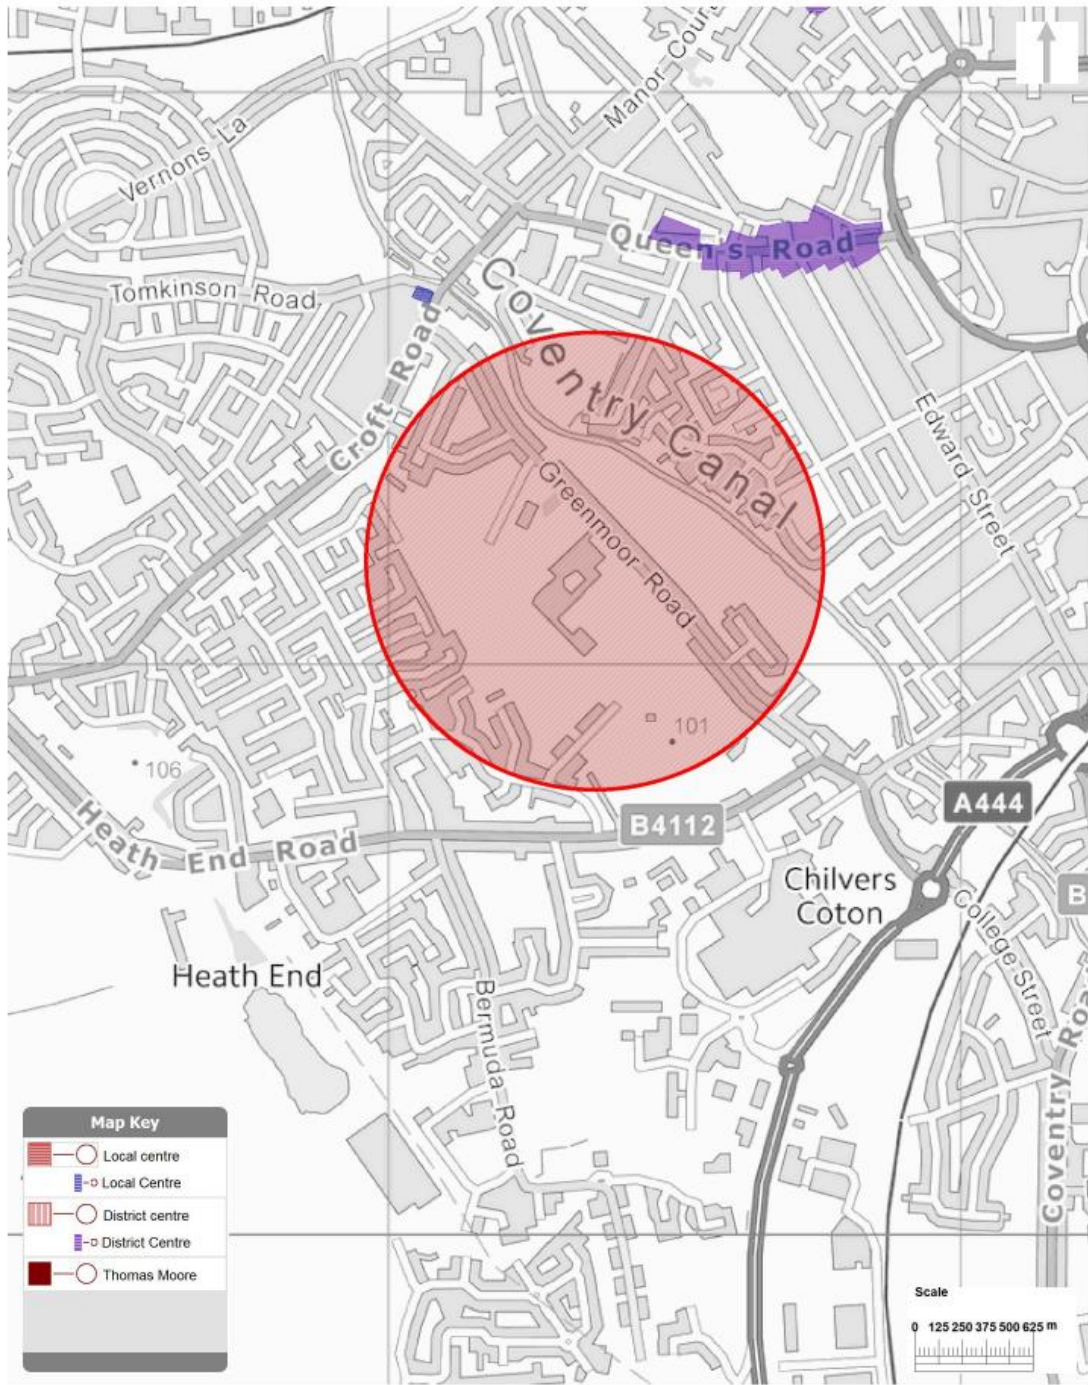 Manor Cour
Vernons La
Queen's Road
Tomkinson Road
Coventry Canal
Croft Road
Edward Street
Greenmoor Road
101
106
Heath End Road
B4112
A444
Chilvers
Coton
B
College Street
Heath End
Bermuda Road
Coventry Roa
Map Key
Local centre
Local Centre
District centre
District Centre
Thomas Moore
Scale
0 125 250 375 500 625 m